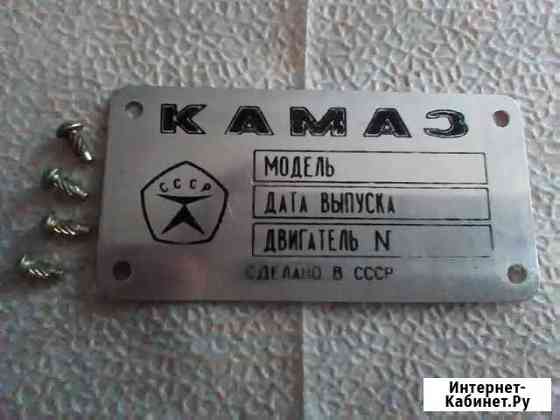 КАМАЗ
СССР
МОДЕЛЬ
ДАТА ВЫПУСКА
ДВИГАТЕЛЬ N
СДЕЛАНО В СССР
Интернет-
Кабинет.Ру